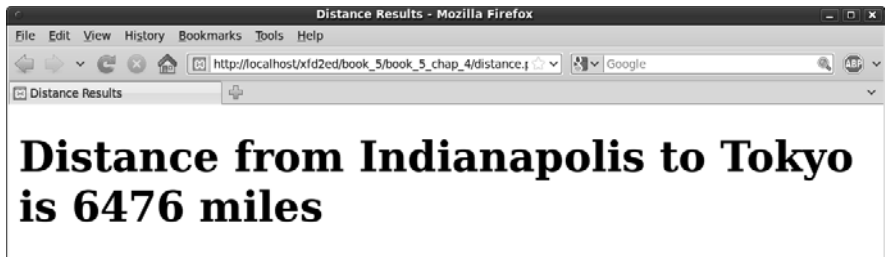 Distance Results - Mozilla Firefox
File Edit View History Bookmarks Tools Help
http://localhost/xfd2ed/book_5/book_5_chap_4/distance.p Google ABP
Distance Results
Distance from Indianapolis to Tokyo
is 6476 miles